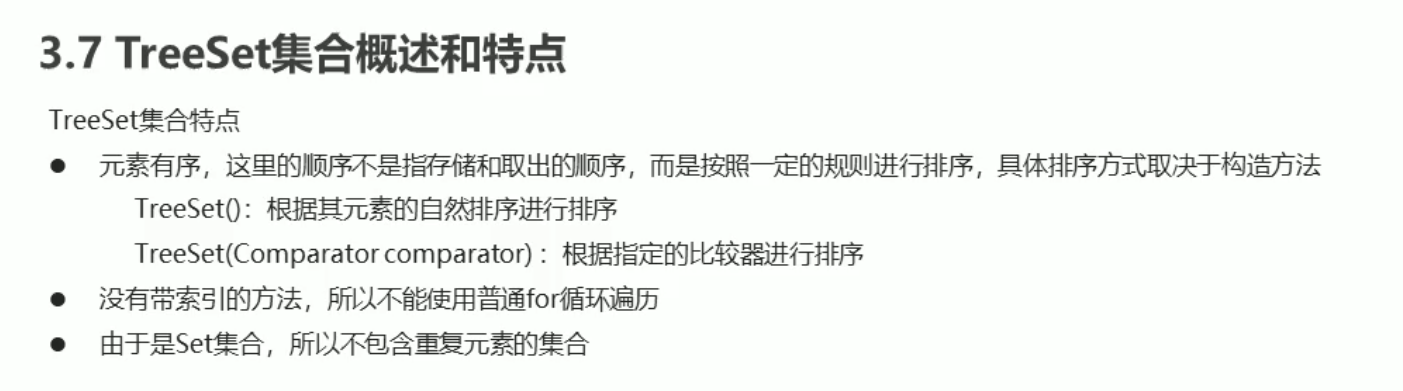 3.7 TreeSet集合概述和特点
TreeSet集合特点
● 元素有序，这里的顺序不是指存储和取出的顺序，而是按照一定的规则进行排序，具体排序方式取决于构造方法
TreeSet()：根据其元素的自然排序进行排序
TreeSet(Comparator comparator)：根据指定的比较器进行排序
● 没有带索引的方法，所以不能使用普通for循环遍历
● 由于是Set集合，所以不包含重复元素的集合